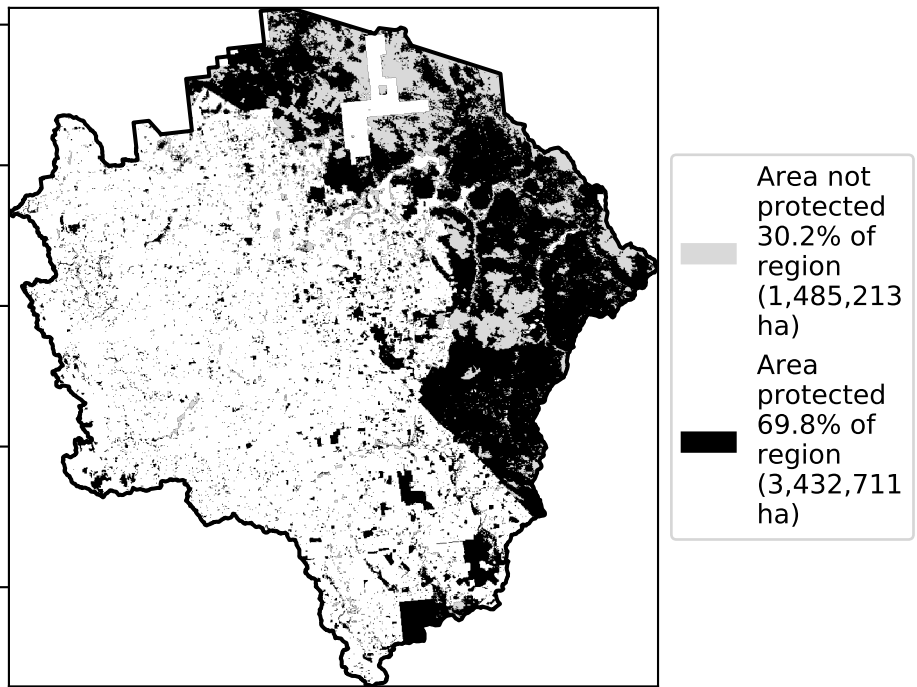 Area not
protected
30.2% of
region
(1,485,213
ha)
Area
protected
69.8% of
region
(3,432,711
ha)